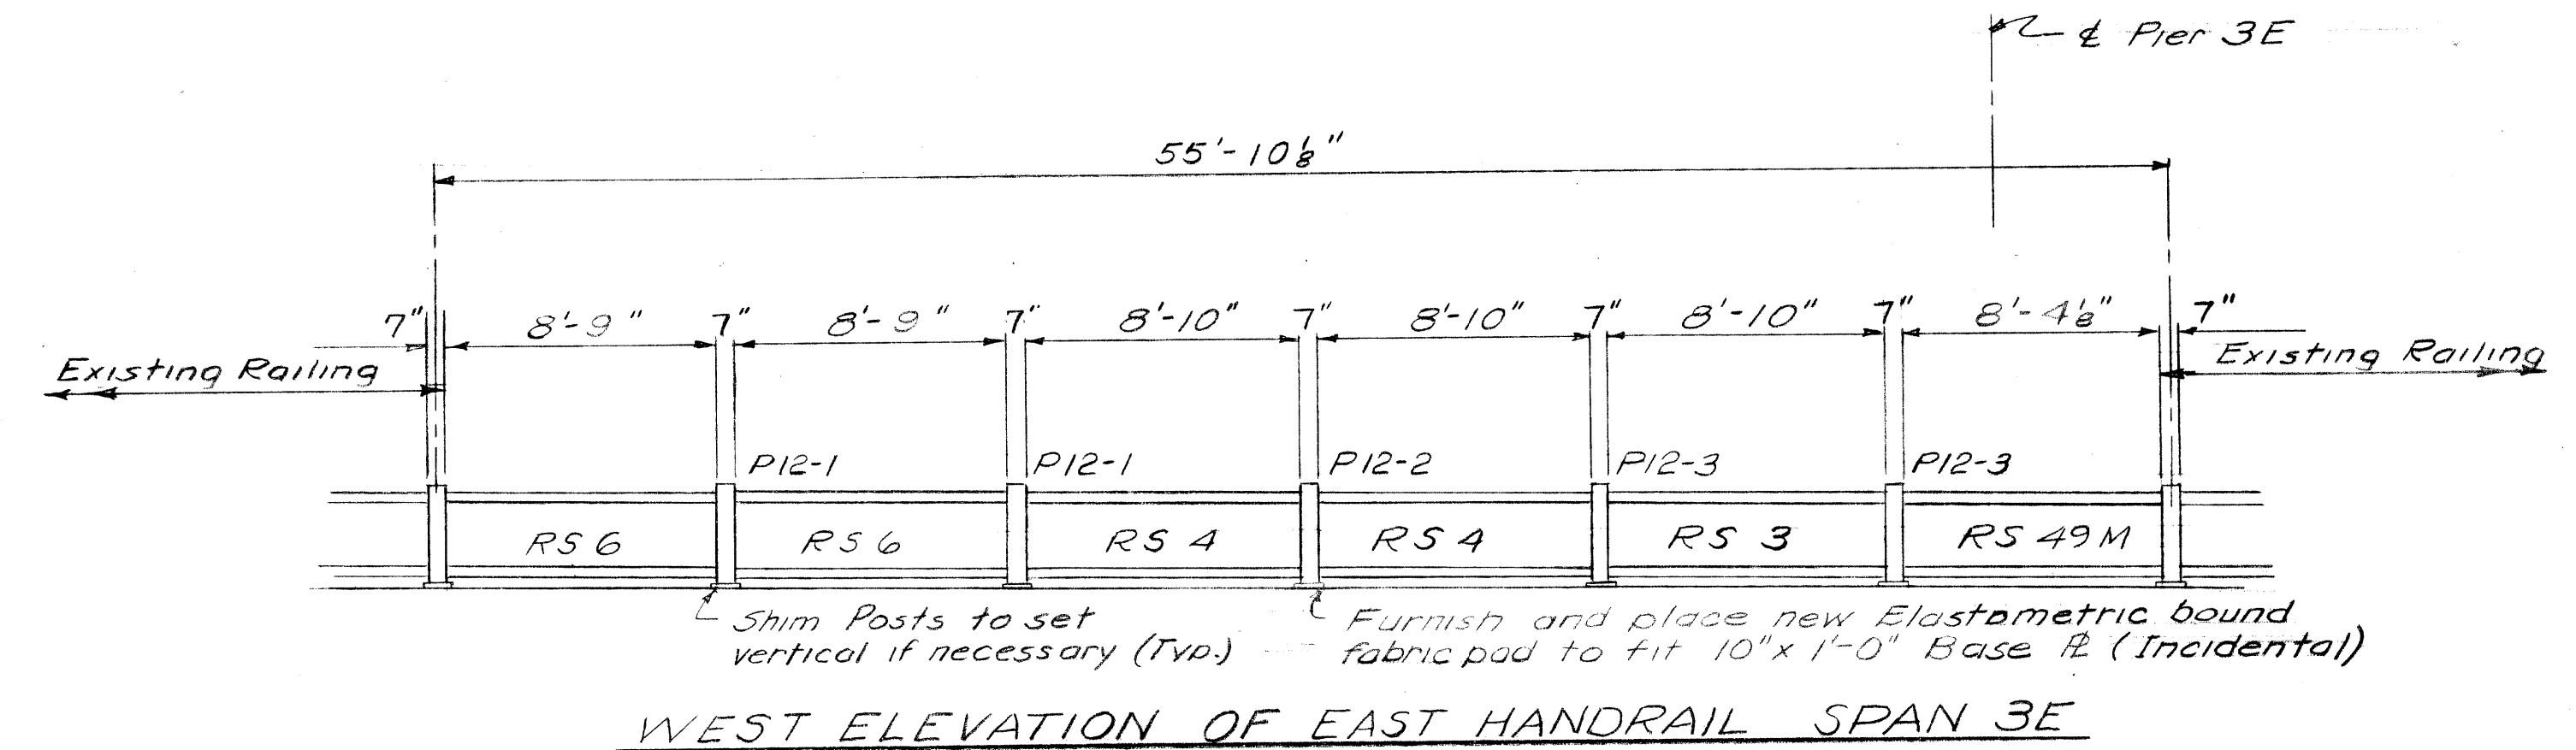 ℄ Pier 3E
55'-10⅛"
7" 8'-9" 7" 8'-9" 7" 8'-10" 7" 8'-10" 7" 8'-10" 7" 8'-4⅛" 7"
Existing Railing Existing Railing
P12-1 P12-1 P12-2 P12-3 P12-3
RS 6 RS 6 RS 4 RS 4 RS 3 RS 49M
Shim Posts to set
vertical if necessary (Typ.)
Furnish and place new Elastometric bound
fabric pad to fit 10"x 1'-0" Base ℄ (Incidental)
WEST ELEVATION OF EAST HANDRAIL SPAN 3E